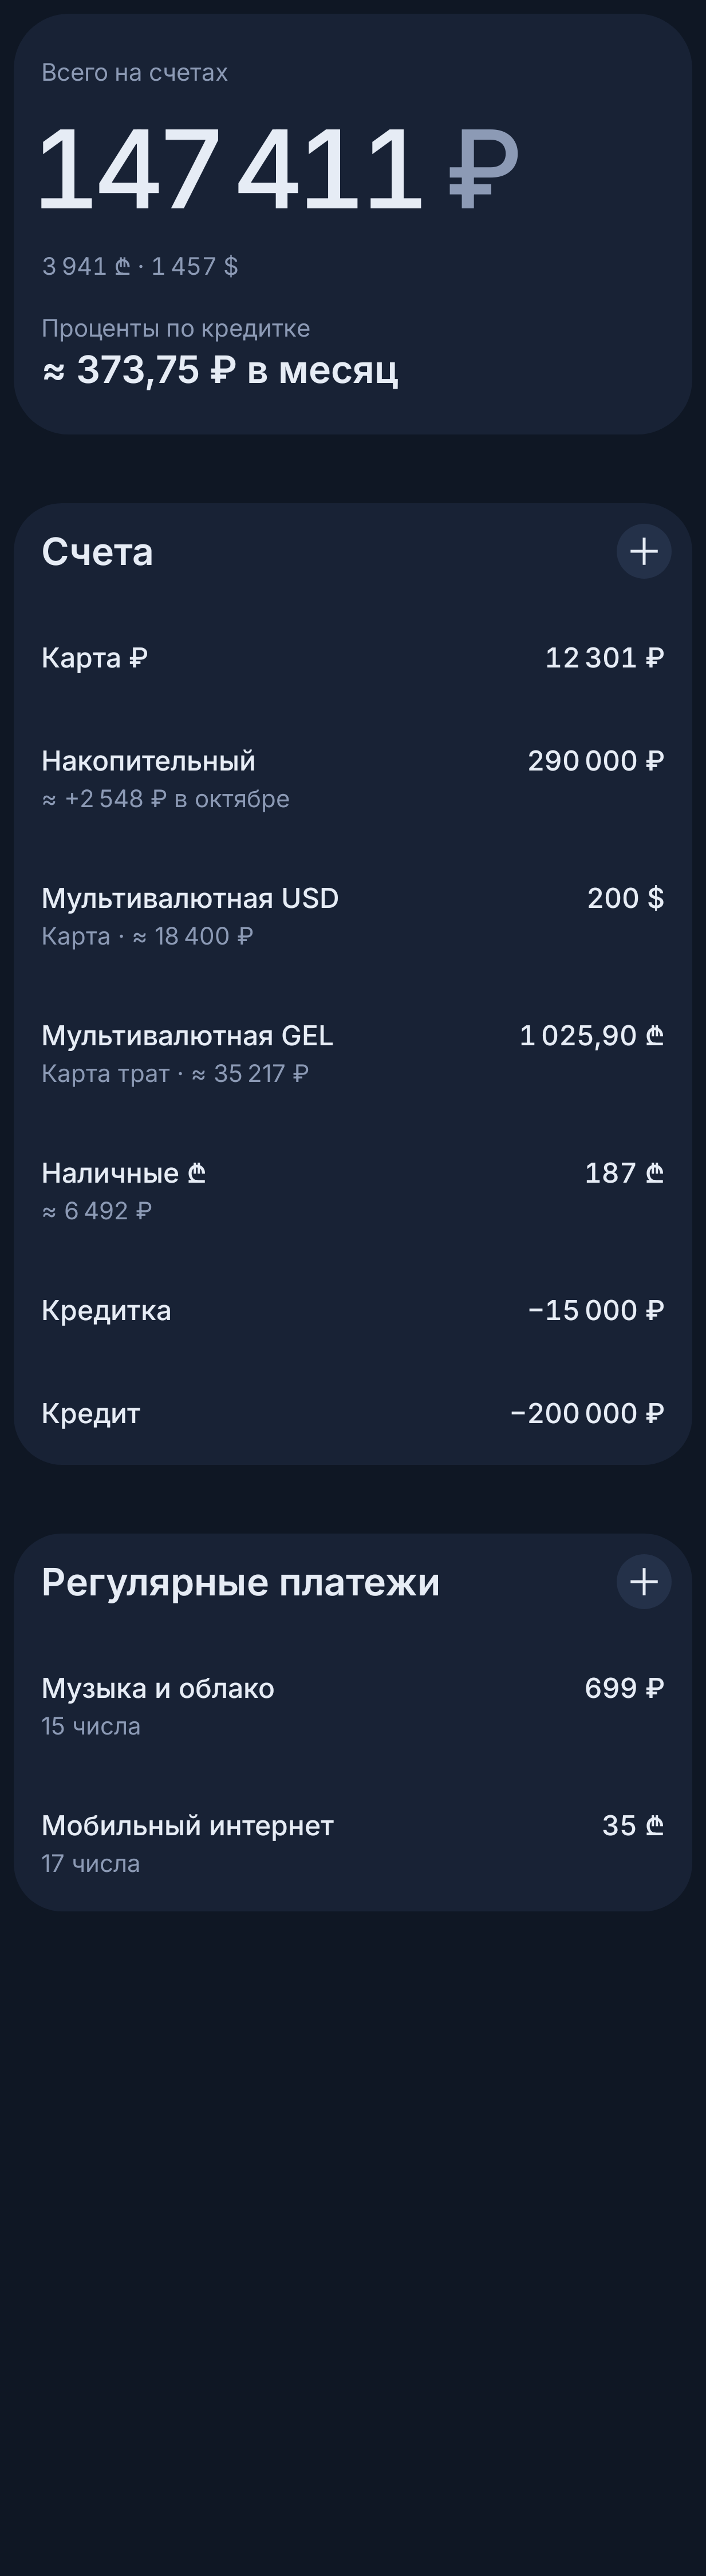 Всего на счетах
147 411 ₽
3 941 ₾ · 1 457 $
Проценты по кредитке
≈ 373,75 ₽ в месяц
Счета
Карта ₽ 12 301 ₽
Накопительный 290 000 ₽
≈ +2 548 ₽ в октябре
Мультивалютная USD 200 $
Карта · ≈ 18 400 ₽
Мультивалютная GEL 1 025,90 ₾
Карта трат · ≈ 35 217 ₽
Наличные ₾ 187 ₾
≈ 6 492 ₽
Кредитка −15 000 ₽
Кредит −200 000 ₽
Регулярные платежи
Музыка и облако 699 ₽
15 числа
Мобильный интернет 35 ₾
17 числа